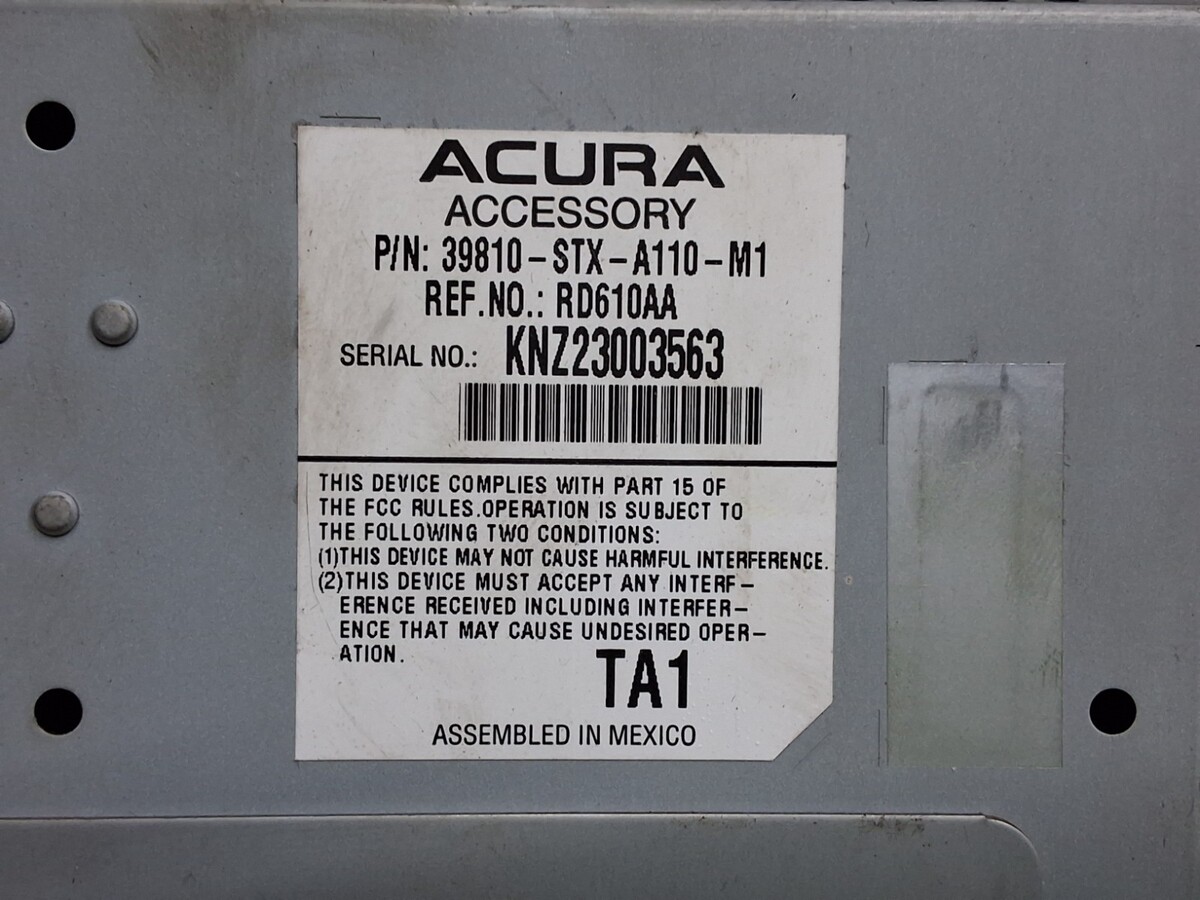 ACURA
ACCESSORY
P/N: 39810-STX-A110-M1
REF.NO.: RD610AA
SERIAL NO.: KNZ23003563
THIS DEVICE COMPLIES WITH PART 15 OF
THE FCC RULES.OPERATION IS SUBJECT TO
THE FOLLOWING TWO CONDITIONS:
(1)THIS DEVICE MAY NOT CAUSE HARMFUL INTERFERENCE.
(2)THIS DEVICE MUST ACCEPT ANY INTERF-
ERENCE RECEIVED INCLUDING INTERFER-
ENCE THAT MAY CAUSE UNDESIRED OPER-
ATION.
TA1
ASSEMBLED IN MEXICO